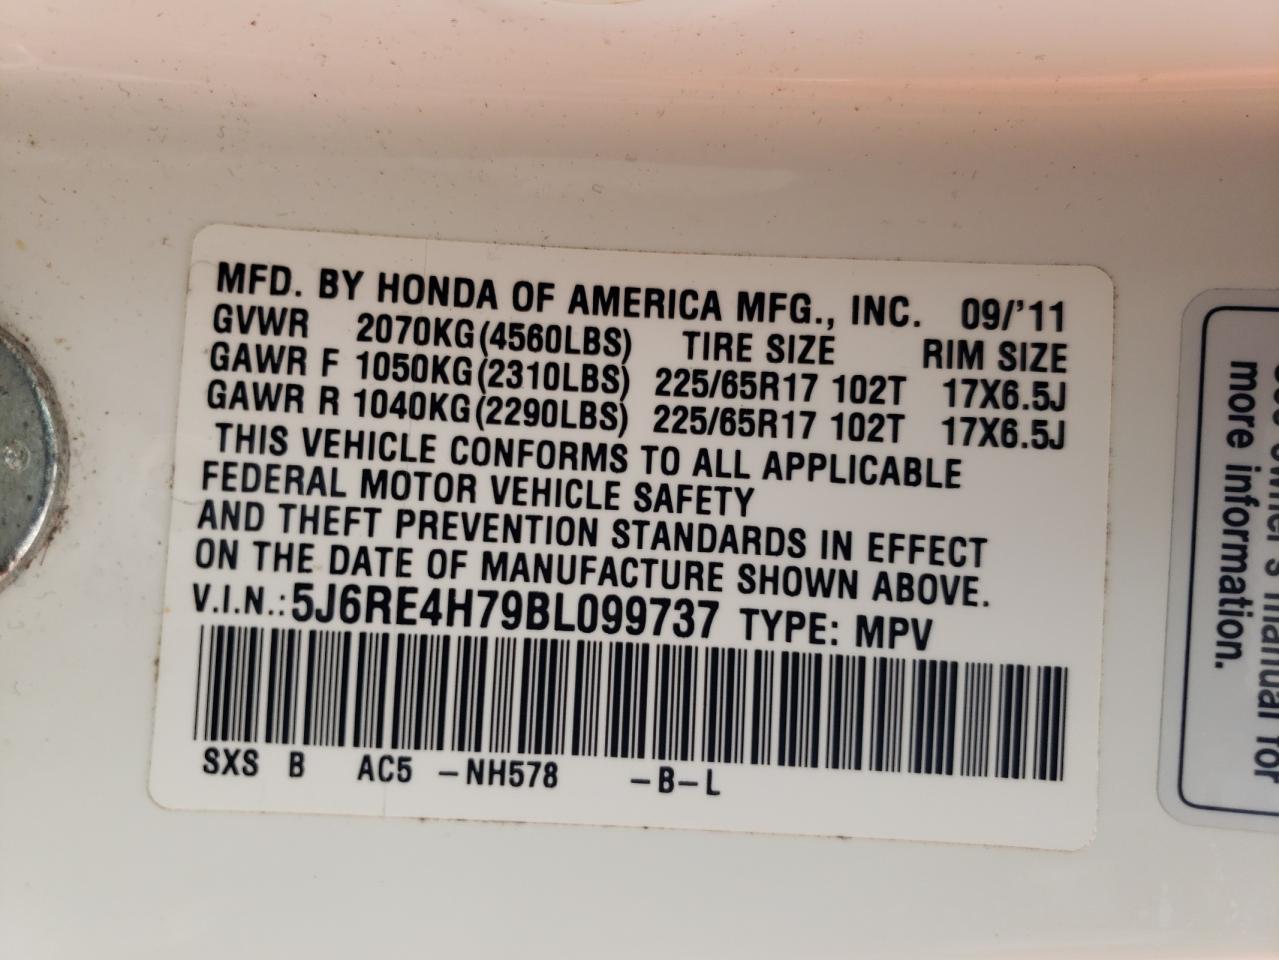 MFD. BY HONDA OF AMERICA MFG., INC. 09/'11
GVWR 2070KG(4560LBS) TIRE SIZE RIM SIZE
GAWR F 1050KG(2310LBS) 225/65R17 102T 17X6.5J
GAWR R 1040KG(2290LBS) 225/65R17 102T 17X6.5J
THIS VEHICLE CONFORMS TO ALL APPLICABLE
FEDERAL MOTOR VEHICLE SAFETY
AND THEFT PREVENTION STANDARDS IN EFFECT
ON THE DATE OF MANUFACTURE SHOWN ABOVE.
V.I.N.: 5J6RE4H79BL099737 TYPE: MPV
SXS B AC5 -NH578 -B-L
owner's manual for
more information.